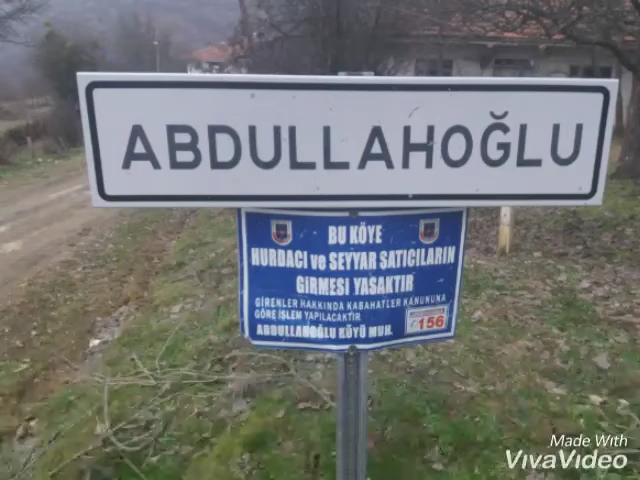 ABDULLAHOĞLU
BU KÖYE
HURDACI ve SEYYAR SATICILARIN
GİRMESİ YASAKTIR
GİRENLER HAKKINDA KABAHATLER KANUNUNA
GÖRE İŞLEM YAPILACAKTIR
ABDULLAHOĞLU KÖYÜ MUH.
156
Made With
VivaVideo